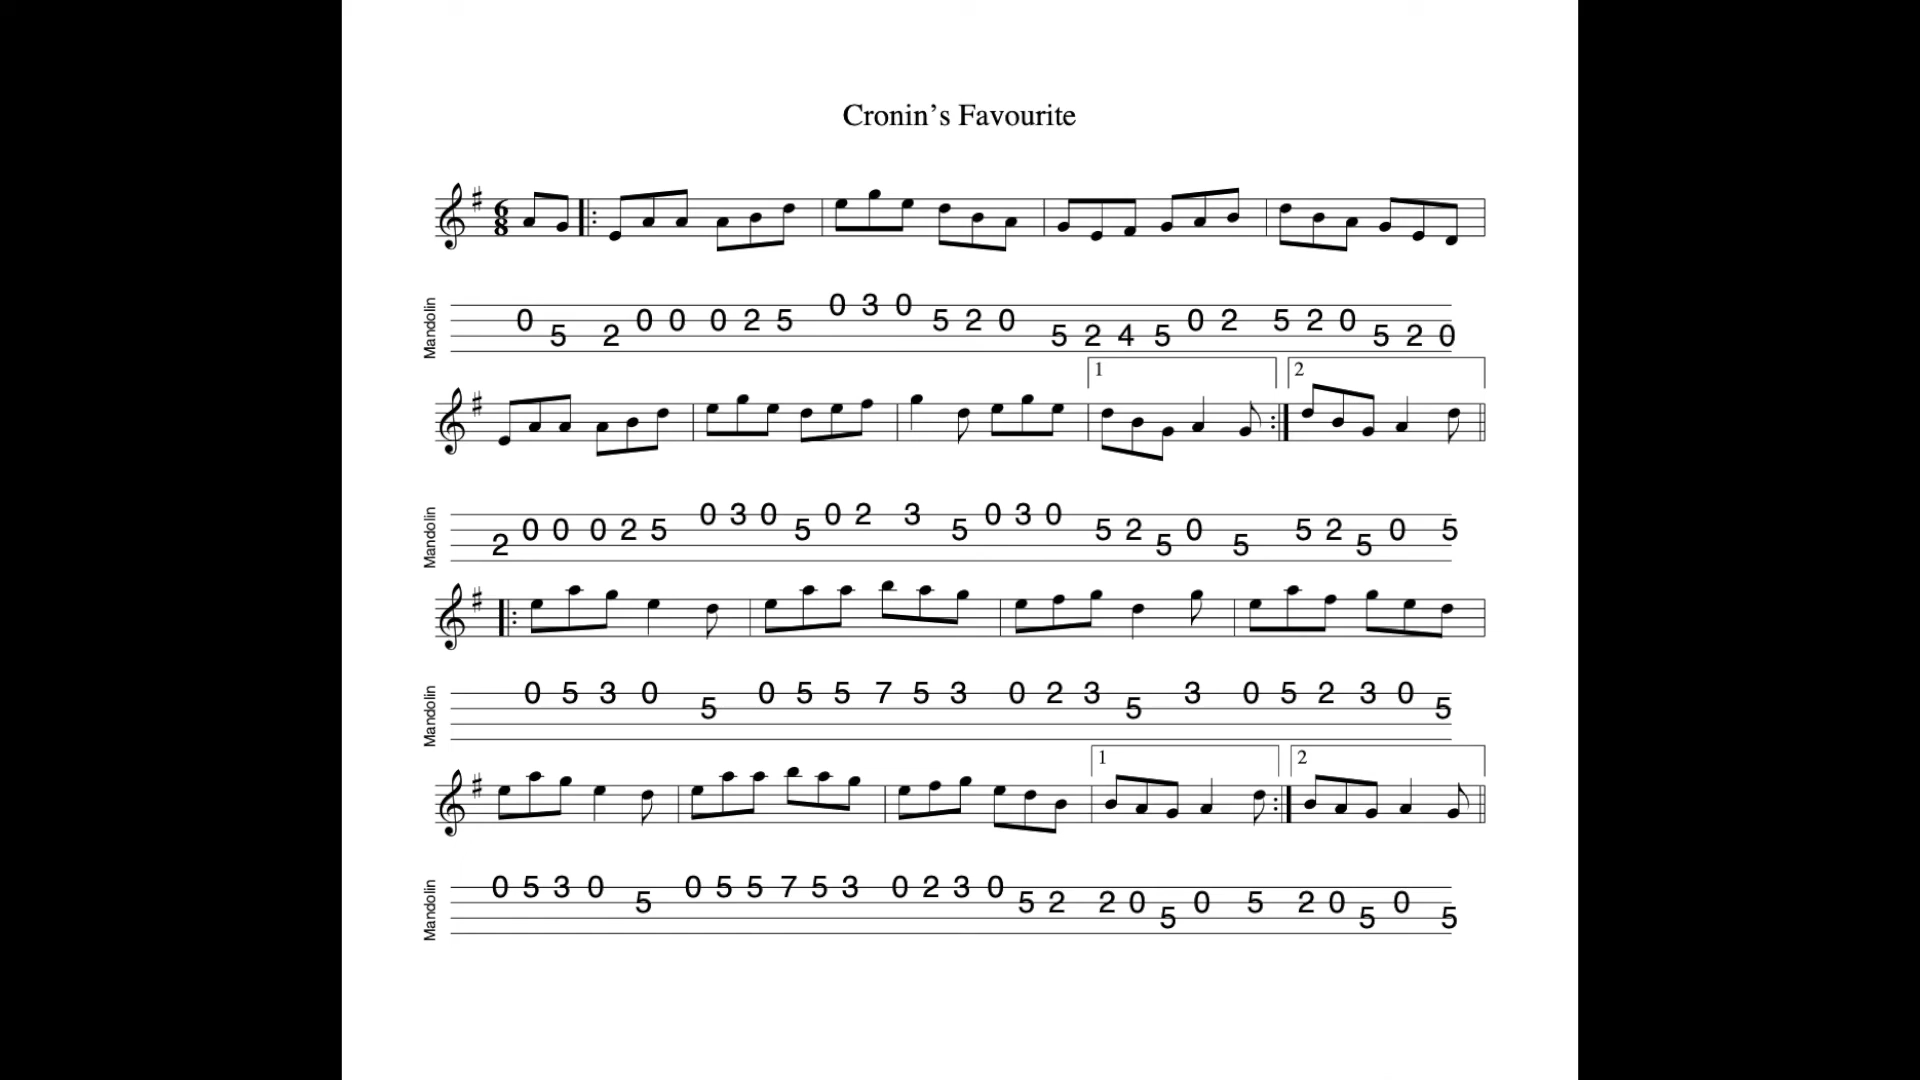 Cronin’s Favourite
6
8
Mandolin
0 5 2 0 0 0 2 5 0 3 0 5 2 0 5 2 4 5 0 2 5 2 0 5 2 0
1 2
Mandolin
2 0 0 0 2 5 0 3 0 5 0 2 3 5 0 3 0 5 2 5 0 5 5 2 5 0 5
Mandolin
0 5 3 0 5 0 5 5 7 5 3 0 2 3 5 3 0 5 2 3 0 5
1 2
Mandolin
0 5 3 0 5 0 5 5 7 5 3 0 2 3 0 5 2 2 0 5 0 5 2 0 5 0 5